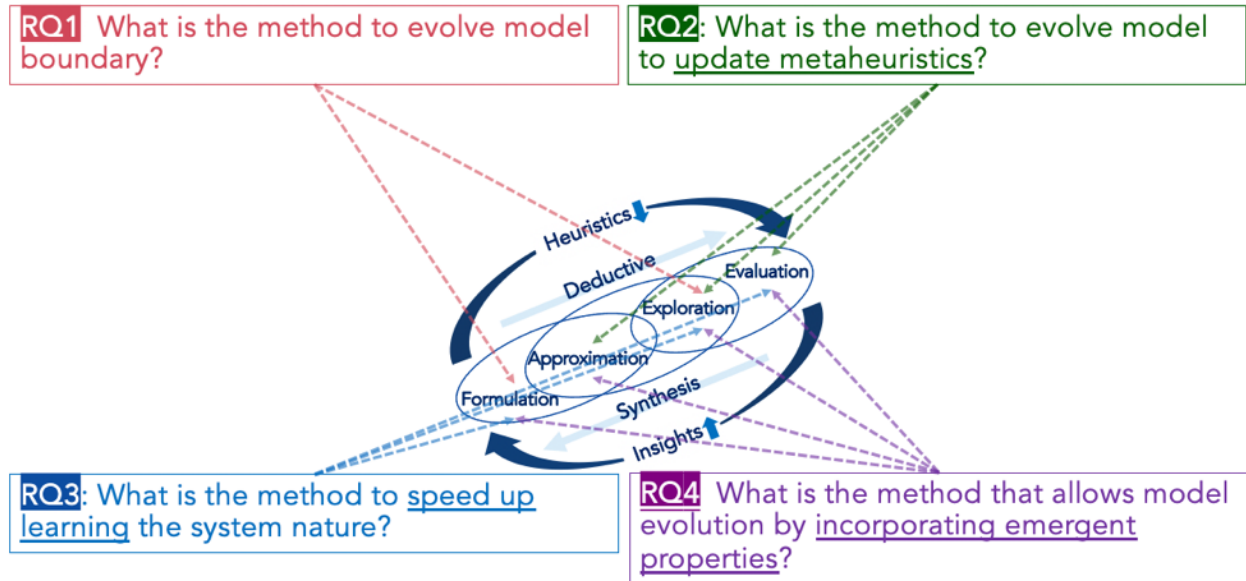 RQ1 What is the method to evolve model
boundary?
RQ2: What is the method to evolve model
to update metaheuristics?
Heuristics
Deductive
Evaluation
Exploration
Approximation
Formulation
Synthesis
Insights
RQ3: What is the method to speed up
learning the system nature?
RQ4 What is the method that allows model
evolution by incorporating emergent
properties?